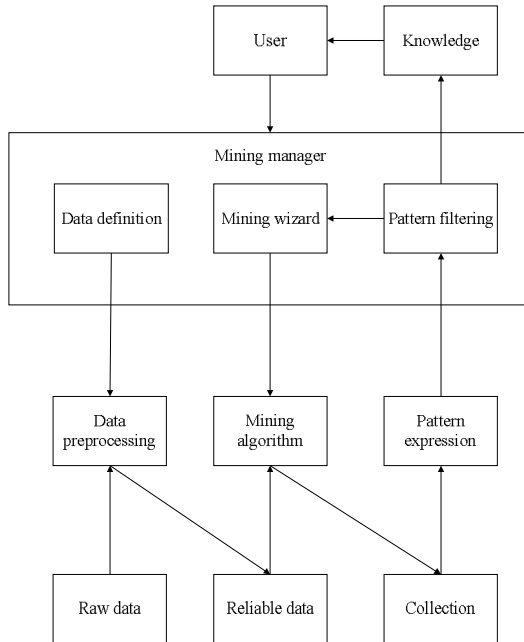 User
Knowledge
Mining manager
Data definition
Mining wizard
Pattern filtering
Data
preprocessing
Mining
algorithm
Pattern
expression
Raw data
Reliable data
Collection